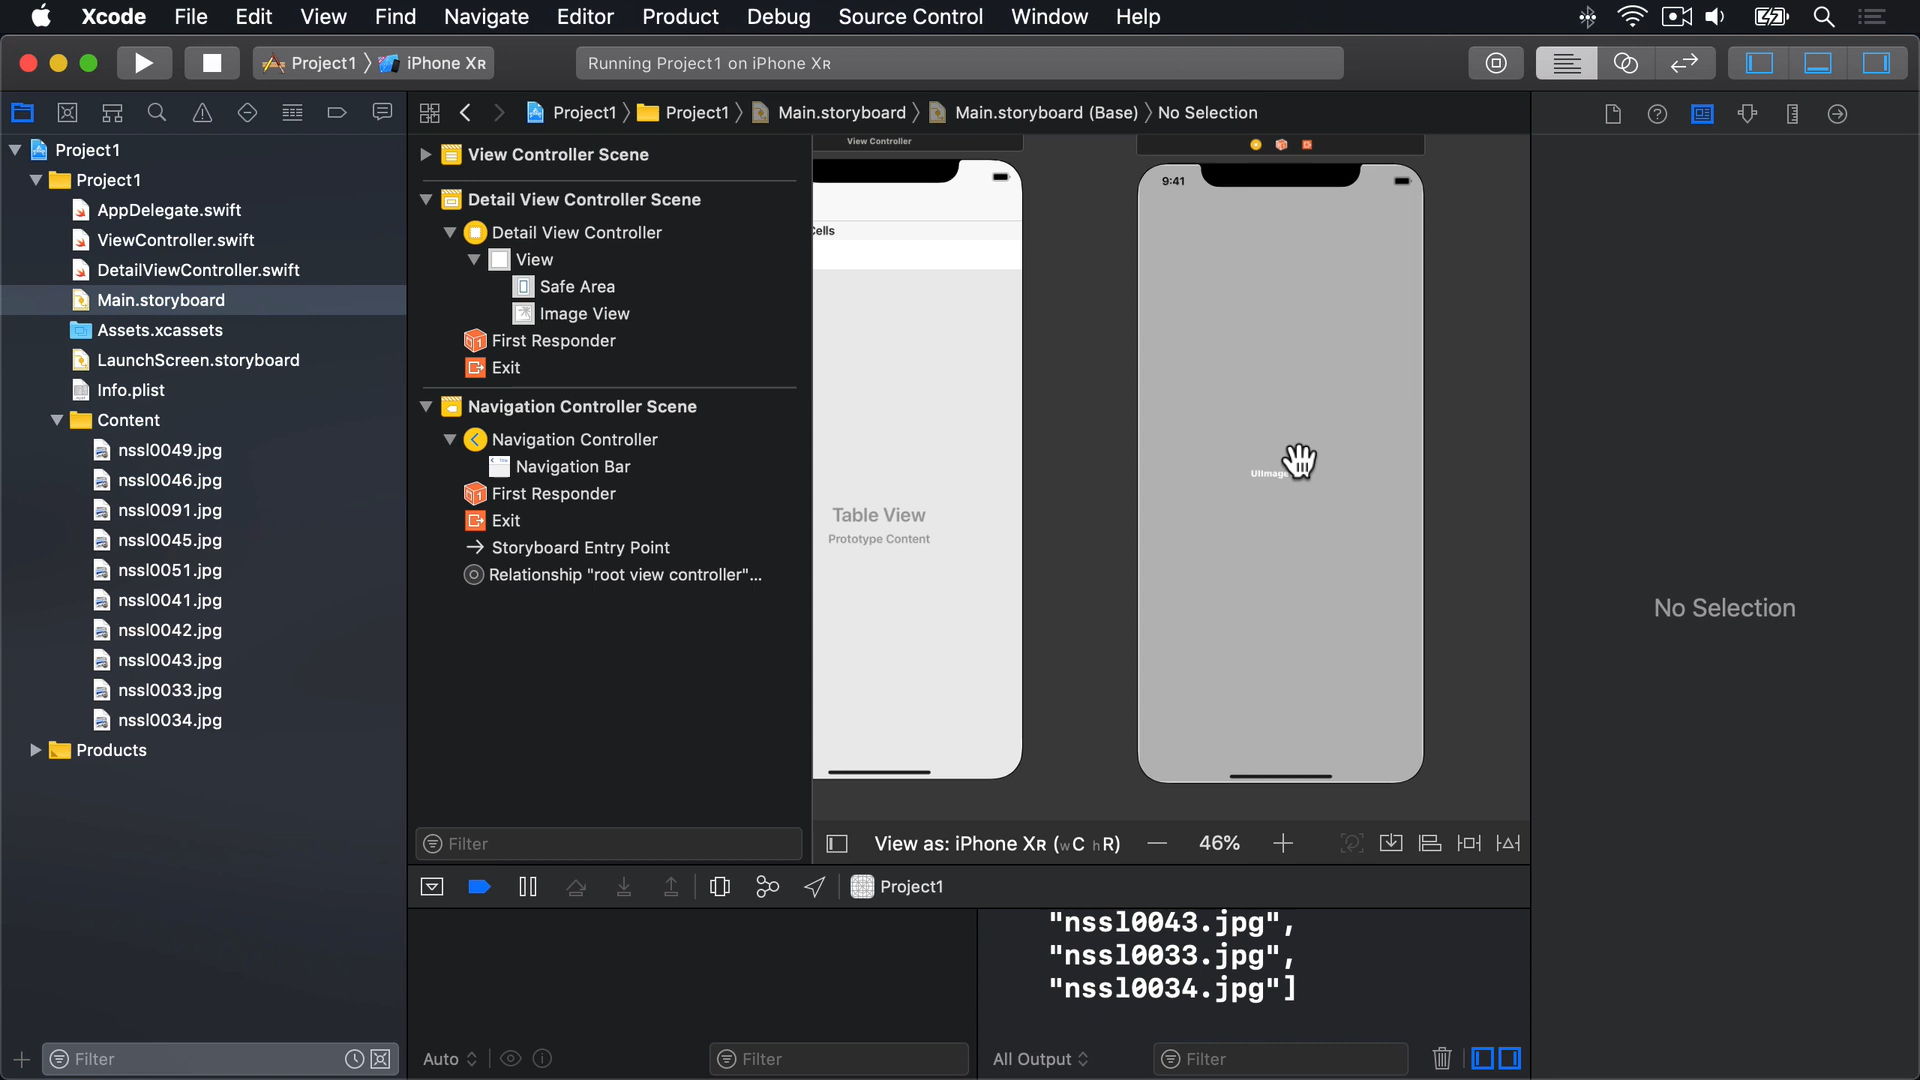 Xcode File Edit View Find Navigate Editor Product Debug Source Control Window Help
Project1 iPhone XR
Running Project1 on iPhone XR
Project1 Project1 Main.storyboard Main.storyboard (Base) No Selection
Project1
Project1
AppDelegate.swift
ViewController.swift
DetailViewController.swift
Main.storyboard
Assets.xcassets
LaunchScreen.storyboard
Info.plist
Content
nssl0049.jpg
nssl0046.jpg
nssl0091.jpg
nssl0045.jpg
nssl0051.jpg
nssl0041.jpg
nssl0042.jpg
nssl0043.jpg
nssl0033.jpg
nssl0034.jpg
Products
Filter
View Controller Scene
Detail View Controller Scene
Detail View Controller
View
Safe Area
Image View
First Responder
Exit
Navigation Controller Scene
Navigation Controller
Navigation Bar
First Responder
Exit
Storyboard Entry Point
Relationship "root view controller"...
Filter
View Controller
Cells
Table View
Prototype Content
9:41
UIImage
View as: iPhone XR (wC hR)
46%
No Selection
Project1
"nssl0043.jpg",
"nssl0033.jpg",
"nssl0034.jpg"]
Auto
Filter
All Output
Filter